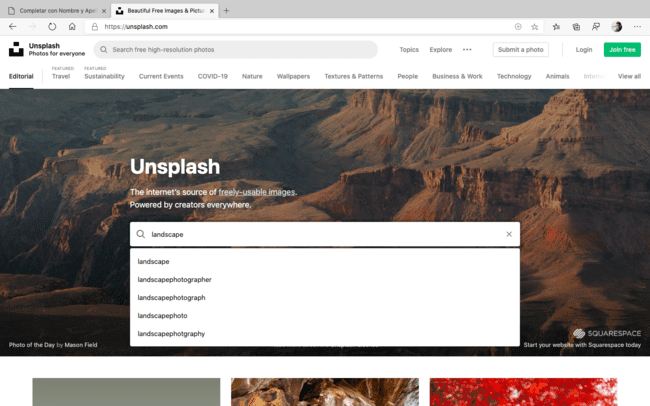 Completar con Nombre y Apel
Beautiful Free Images & Pictur
https://unsplash.com
Unsplash
Photos for everyone
Search free high-resolution photos
Topics
Explore
Submit a photo
Login
Join free
Editorial
FEATURED
Travel
FEATURED
Sustainability
Current Events
COVID-19
Nature
Wallpapers
Textures & Patterns
People
Business & Work
Technology
Animals
View all
Unsplash
The internet's source of freely-usable images.
Powered by creators everywhere.
landscape
landscape
landscapephotographer
landscapephotograph
landscapephoto
landscapephotgraphy
Photo of the Day by Mason Field
SQUARESPACE
Start your website with Squarespace today